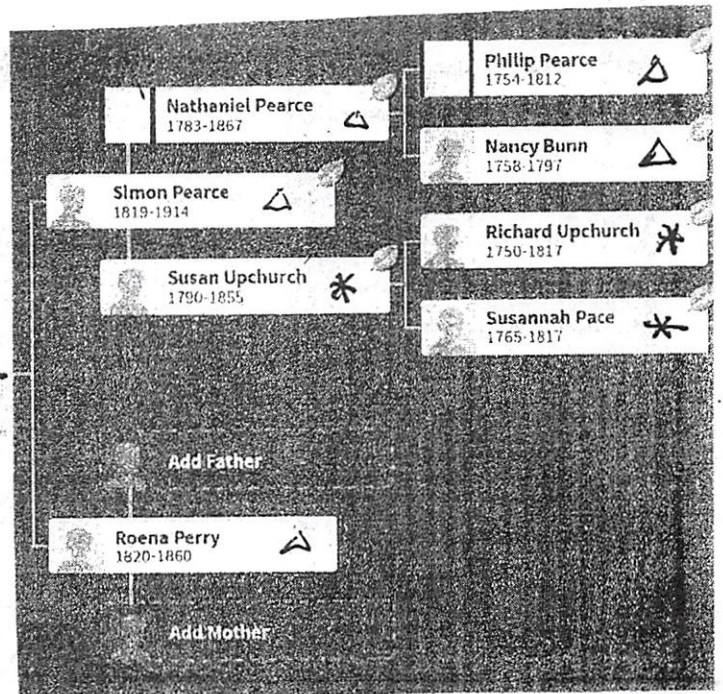 Philip Pearce
1754-1812
Nathaniel Pearce
1783-1867
Nancy Bunn
1758-1797
Simon Pearce
1819-1914
Richard Upchurch
1750-1817
Susan Upchurch
1790-1855
Susannah Pace
1765-1817
Add Father
Roena Perry
1820-1860
Add Mother